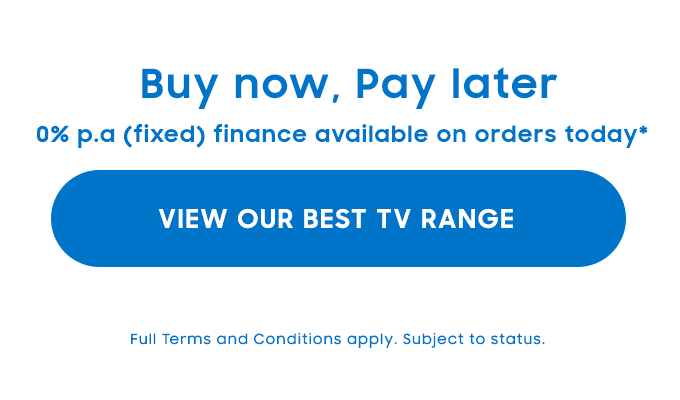 Buy now, Pay later
0% p.a (fixed) finance available on orders today*
VIEW OUR BEST TV RANGE
Full Terms and Conditions apply. Subject to status.